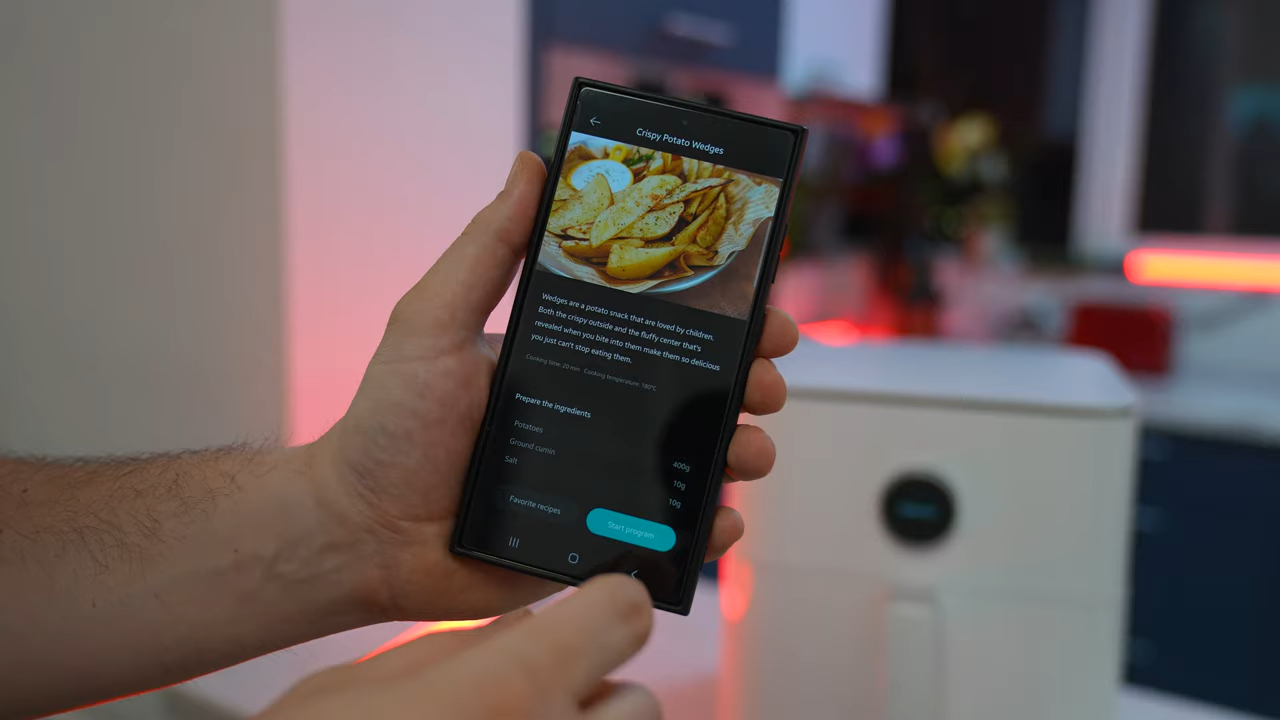 Crispy Potato Wedges
Wedges are a potato snack that are loved by children.
Both the crispy outside and the fluffy center that's
revealed when you bite into them make them so delicious
you just can't stop eating them.
Cooking time: 20 min Cooking temperature: 180°C
Prepare the ingredients
Potatoes 400g
Ground cumin 10g
Salt 10g
Favorite recipes
Start program